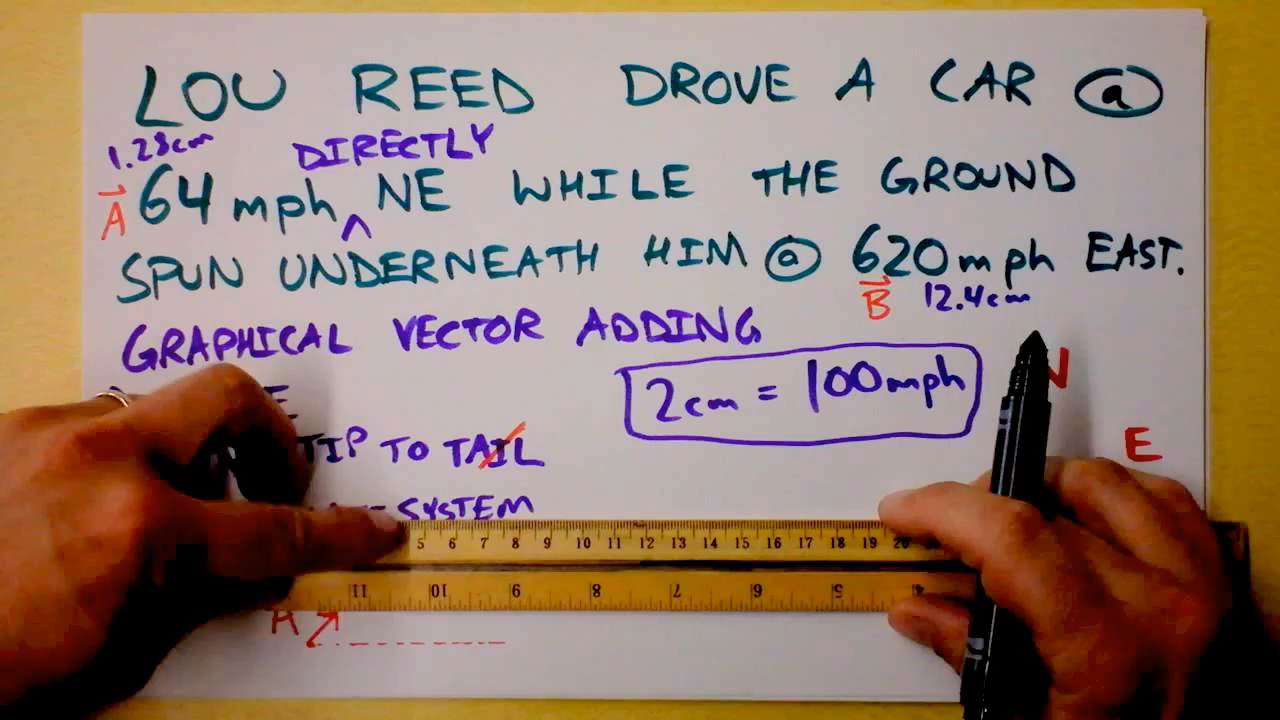 LOU REED DROVE A CAR @
1.28cm DIRECTLY
A 64 mph ^ NE WHILE THE GROUND
SPUN UNDERNEATH HIM @ 620mph EAST.
B 12.4cm
GRAPHICAL VECTOR ADDING
2cm = 100mph
N
E
TIP TO TAIL
SYSTEM
5 6 7 8 9 10 11 12 13 14 15 16 17 18 19 20
11 10 9 8 7 6 5 4
A